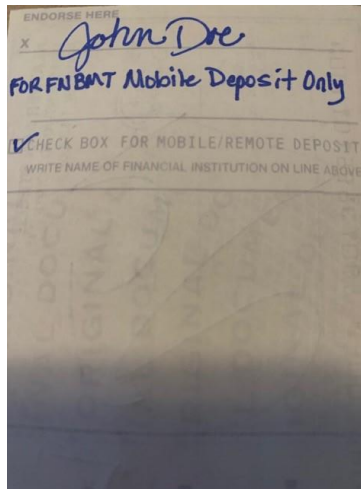 ENDORSE HERE
X John Doe
FOR FNBMT Mobile Deposit Only
CHECK BOX FOR MOBILE/REMOTE DEPOSIT
WRITE NAME OF FINANCIAL INSTITUTION ON LINE ABOVE